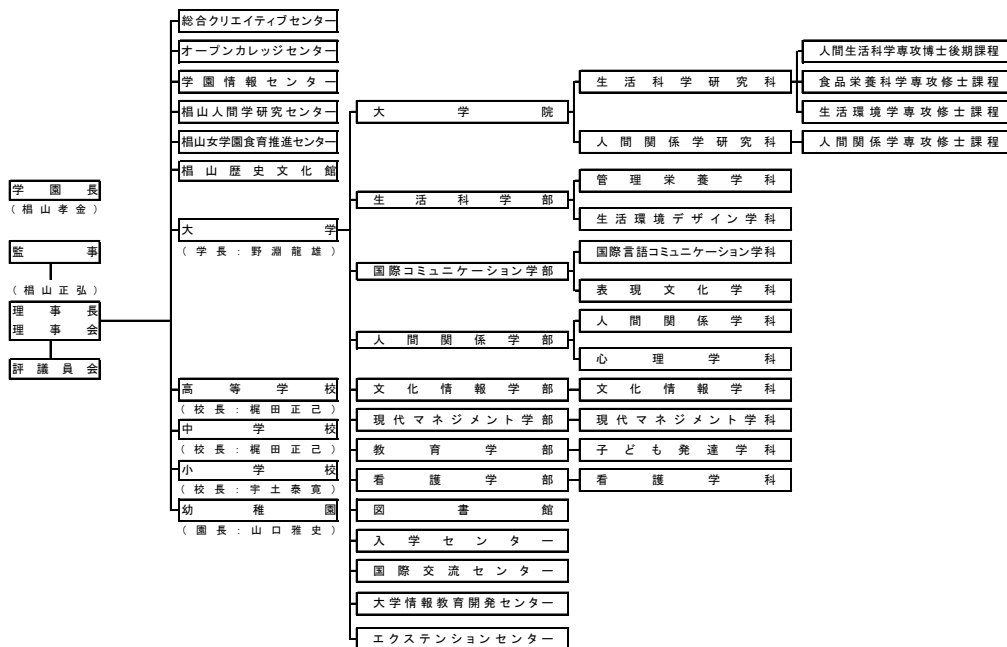 学園長
(椙山孝金)
監事
(椙山正弘)
理事長
理事会
評議員会
総合クリエイティブセンター
オープンカレッジセンター
学園情報センター
椙山人間学研究センター
椙山女学園食育推進センター
椙山歴史文化館
大学
(学長:野淵龍雄)
高等学校
(校長:梶田正己)
中学校
(校長:梶田正己)
小学校
(校長:宇土泰寛)
幼稚園
(園長:山口雅史)
大学院
生活科学部
国際コミュニケーション学部
人間関係学部
文化情報学部
現代マネジメント学部
教育学部
看護学部
図書館
入学センター
国際交流センター
大学情報教育開発センター
エクステンションセンター
生活科学研究科
人間関係学研究科
管理栄養学科
生活環境デザイン学科
国際言語コミュニケーション学科
表現文化学科
人間関係学科
心理学科
文化情報学科
現代マネジメント学科
子ども発達学科
看護学科
人間生活科学専攻博士後期課程
食品栄養科学専攻修士課程
生活環境学専攻修士課程
人間関係学専攻修士課程